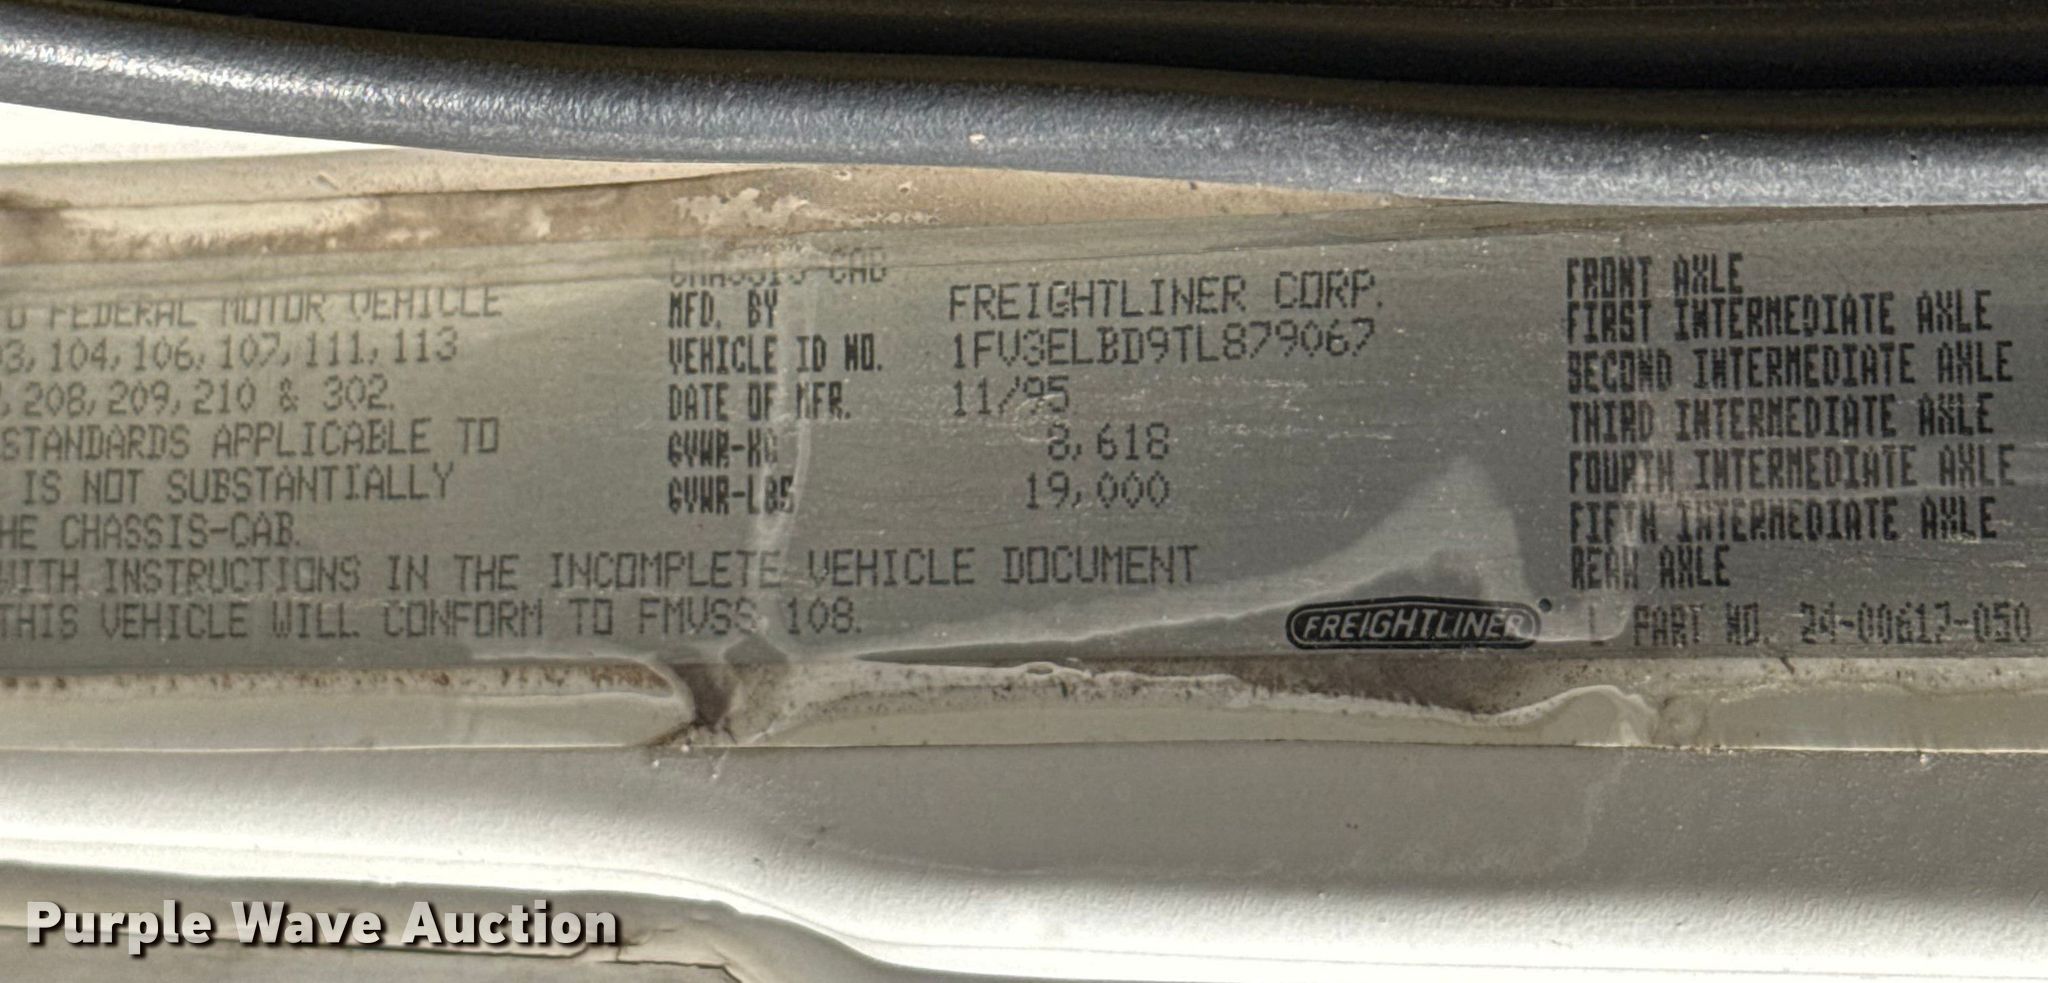 CHASSIS-CAB
O FEDERAL MOTOR VEHICLE
03, 104, 106, 107, 111, 113
, 208, 209, 210 & 302.
STANDARDS APPLICABLE TO
IS NOT SUBSTANTIALLY
HE CHASSIS-CAB.
WITH INSTRUCTIONS IN THE INCOMPLETE VEHICLE DOCUMENT
THIS VEHICLE WILL CONFORM TO FMVSS 108.
MFD. BY FREIGHTLINER CORP.
VEHICLE ID NO. 1FV3ELBD9TL879067
DATE OF MFR. 11/95
GVWR-KG 8,618
GVWR-LBS 19,000
FREIGHTLINER
FRONT AXLE
FIRST INTERMEDIATE AXLE
SECOND INTERMEDIATE AXLE
THIRD INTERMEDIATE AXLE
FOURTH INTERMEDIATE AXLE
FIFTH INTERMEDIATE AXLE
REAR AXLE
L PART NO. 24-00617-050
Purple Wave Auction